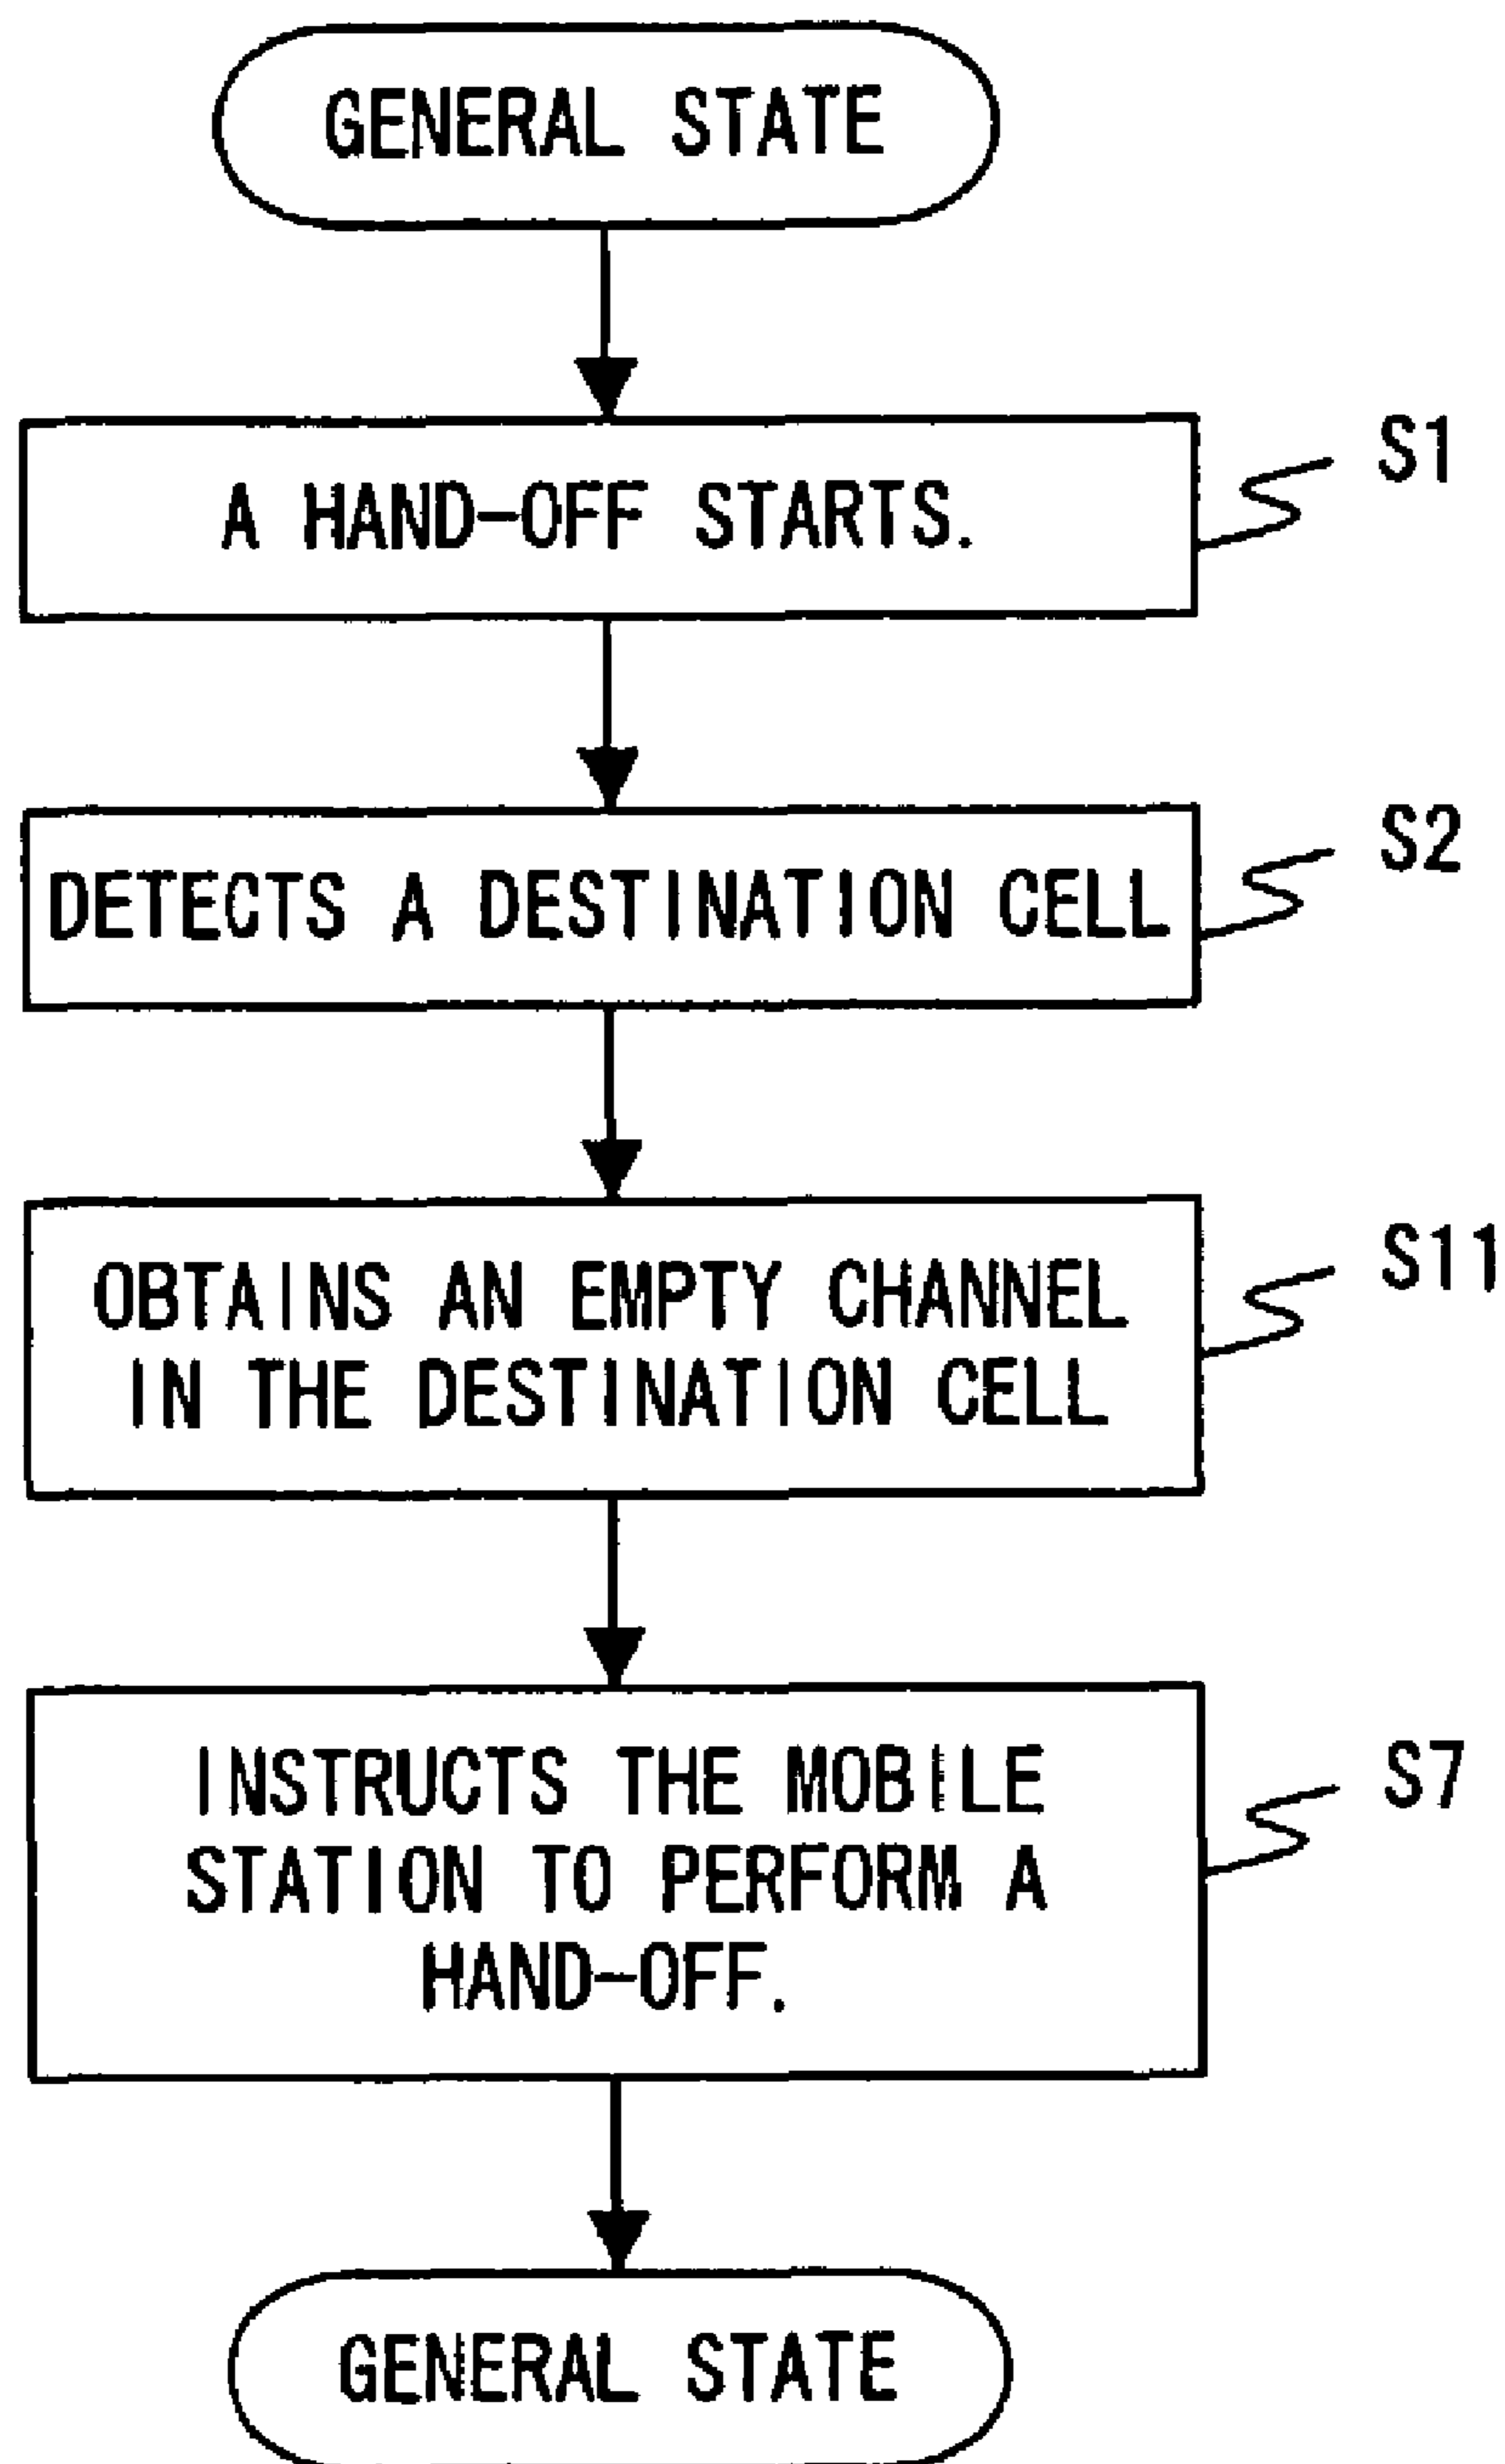 GENERAL STATE
A HAND-OFF STARTS.
S1
DETECTS A DESTINATION CELL
S2
OBTAINS AN EMPTY CHANNEL
IN THE DESTINATION CELL
S11
INSTRUCTS THE MOBILE
STATION TO PERFORM A
HAND-OFF.
S7
GENERAL STATE